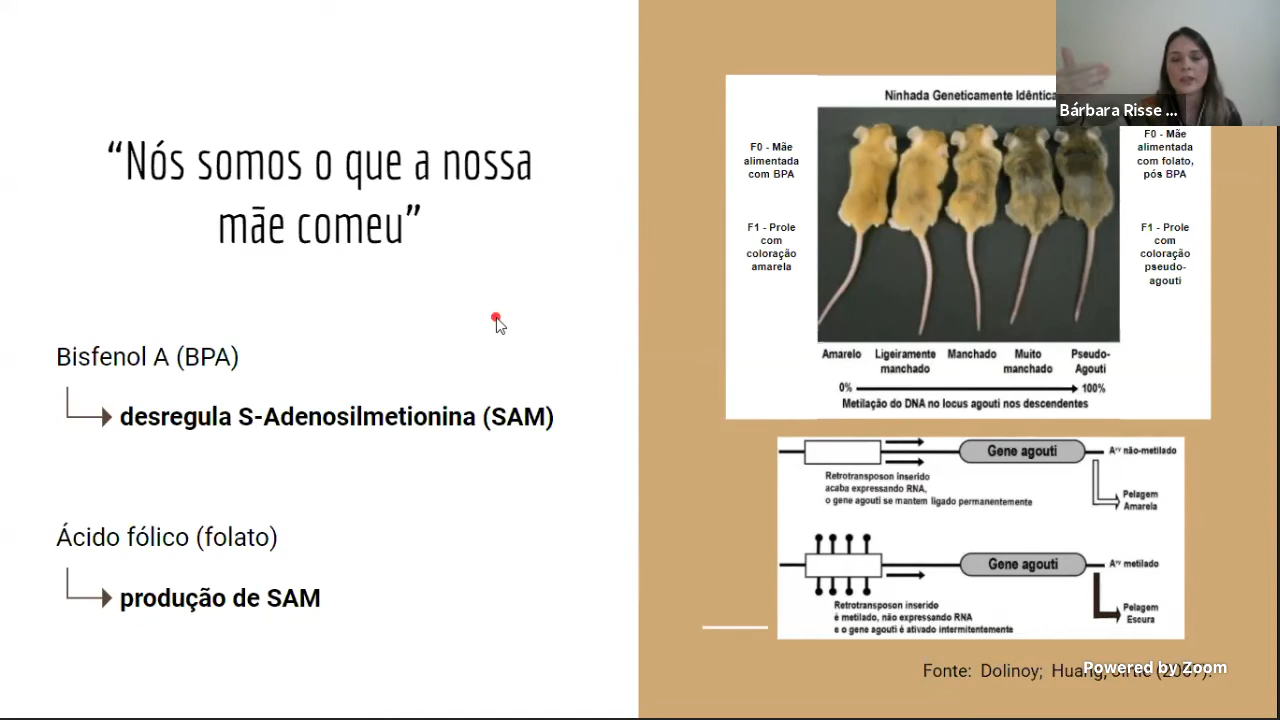 “Nós somos o que a nossa
mãe comeu”
Bisfenol A (BPA)
desregula S-Adenosilmetionina (SAM)
Ácido fólico (folato)
produção de SAM
Ninhada Geneticamente
Bárbara Risse ...
F0 - Mãe
alimentada
com BPA
F1 - Prole
com
coloração
amarela
F0 - Mãe
alimentada
com folato,
pós BPA
F1 - Prole
com
coloração
pseudo-
agouti
Amarelo
Ligeiramente
manchado
Manchado
Muito
manchado
Pseudo-
Agouti
0%
100%
Metilação do DNA no locus agouti nos descendentes
Gene agouti
Aᵛʸ não-metilado
Retrotransposon inserido
acaba expressando RNA,
o gene agouti se mantem ligado permanentemente
Pelagem
Amarela
Gene agouti
Aᵛʸ metilado
Retrotransposon inserido
é metilado, não expressando RNA
e o gene agouti é ativado intermitentemente
Pelagem
Escura
Fonte: Dolinoy; Huang;
Powered by Zoom